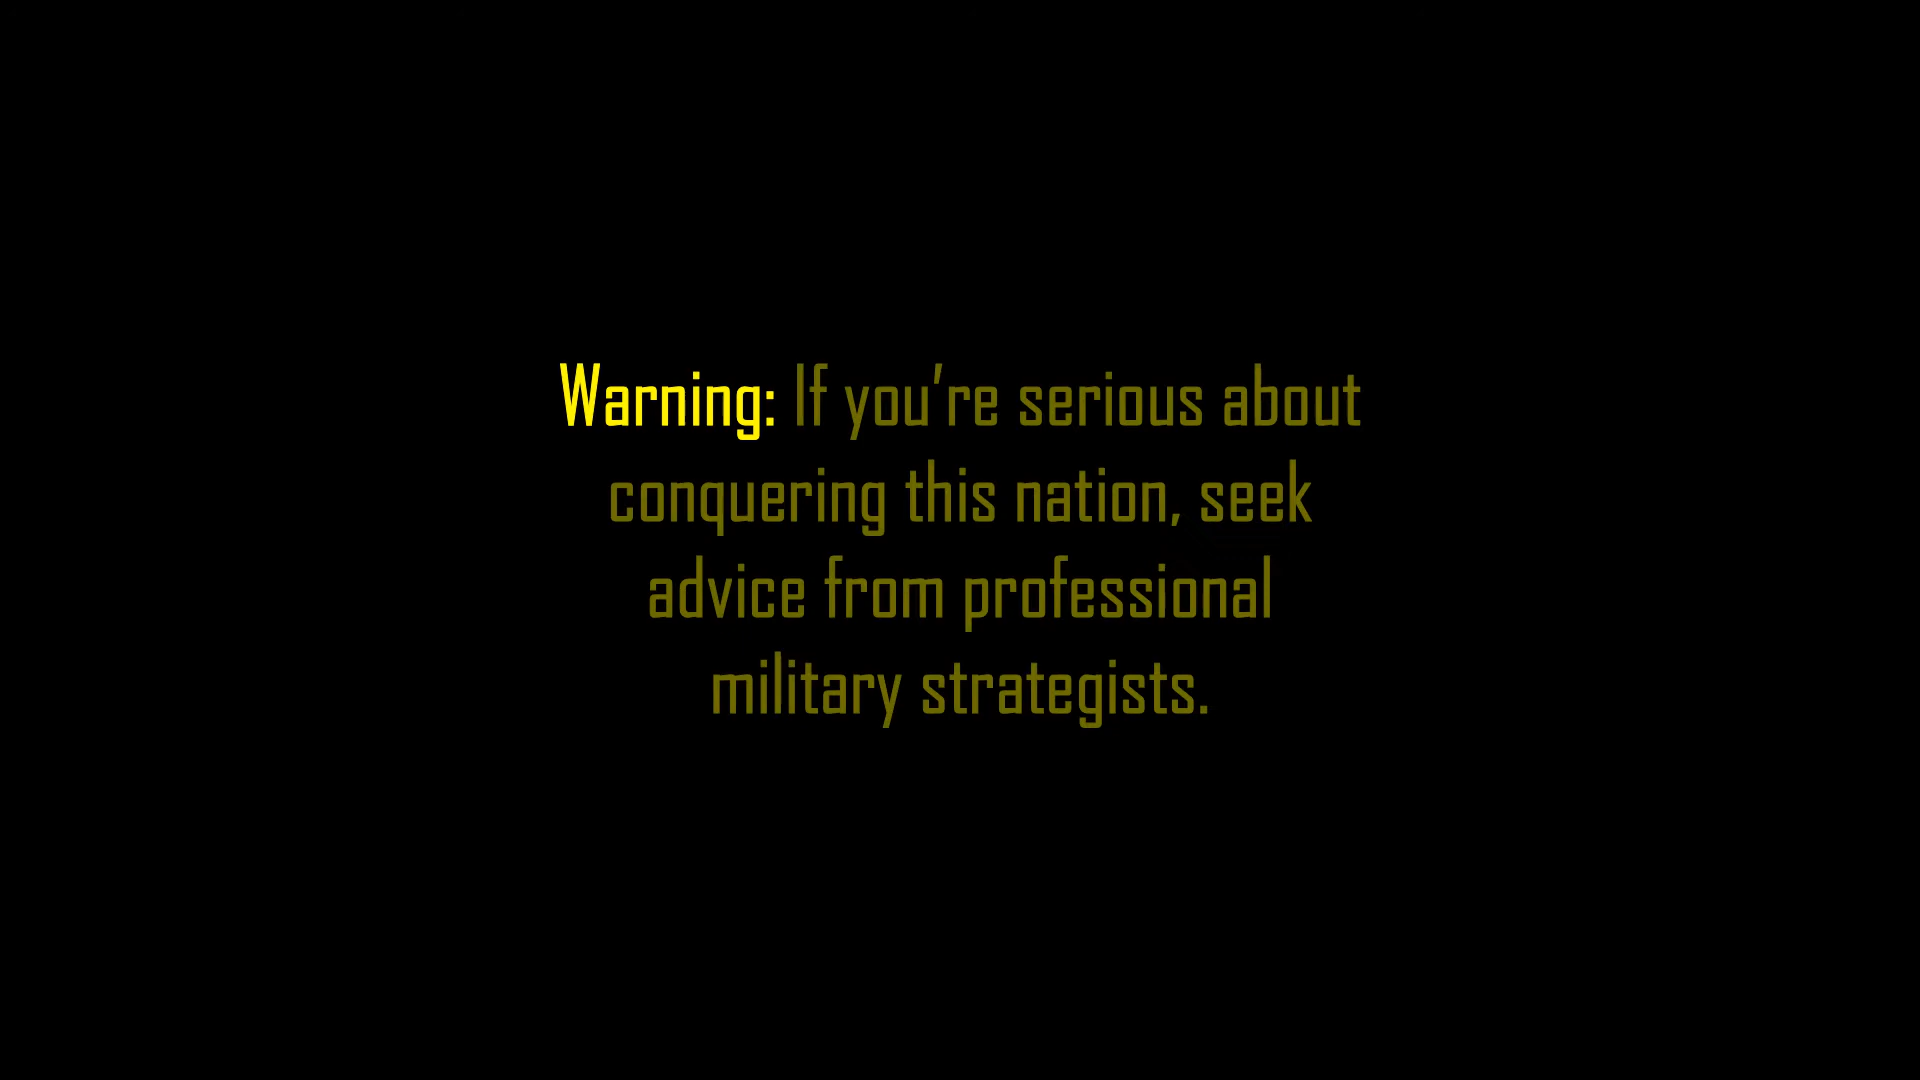 Warning: If you’re serious about
conquering this nation, seek
advice from professional
military strategists.